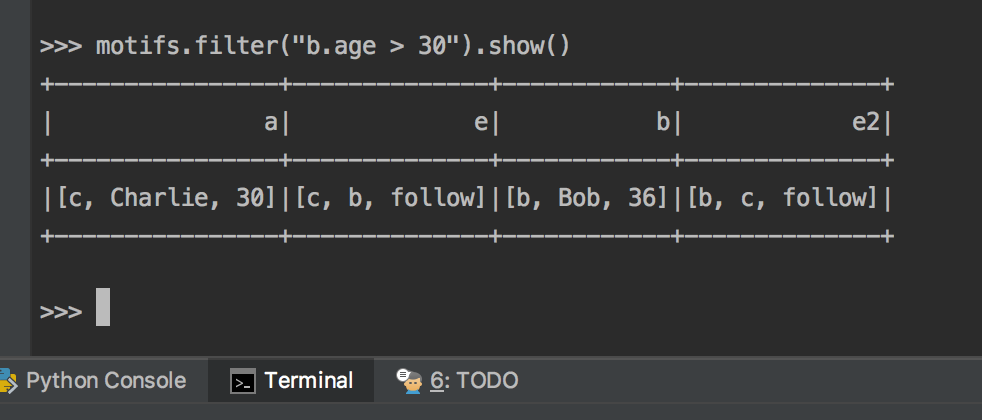 >>> motifs.filter("b.age > 30").show()
+----------------+--------------+------------+--------------+
|               a|             e|           b|            e2|
+----------------+--------------+------------+--------------+
|[c, Charlie, 30]|[c, b, follow]|[b, Bob, 36]|[b, c, follow]|
+----------------+--------------+------------+--------------+
>>>
Python Console Terminal 6: TODO